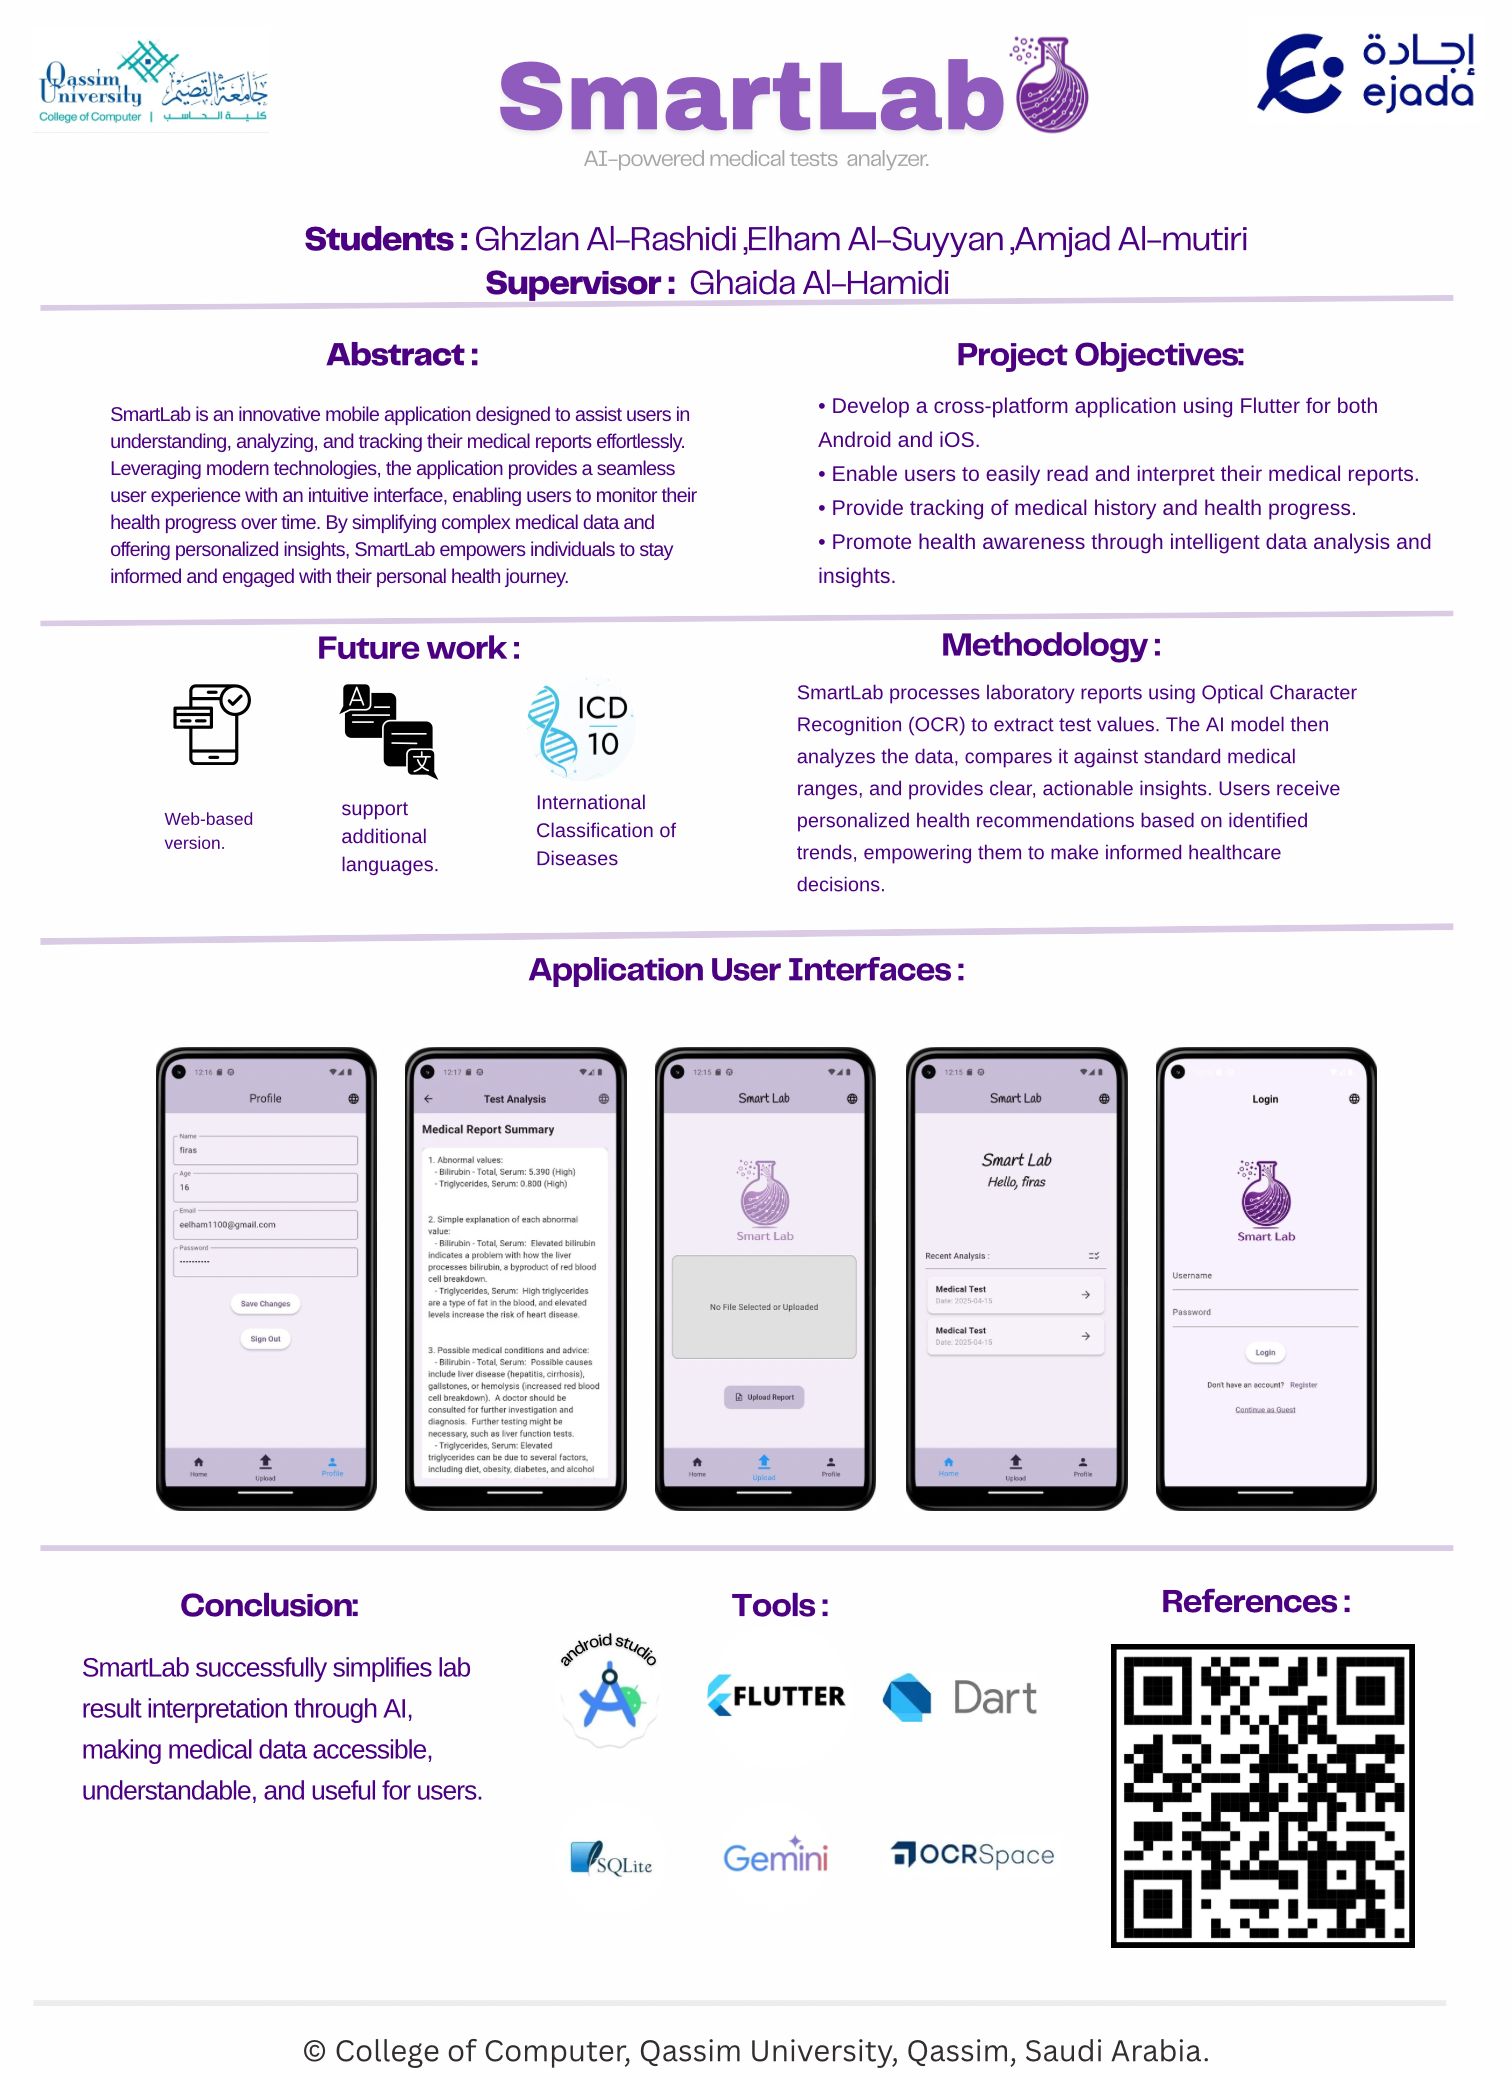 Qassim
University
جامعة القصيم
College of Computer | كلية الحاسب
SmartLab
AI-powered medical tests analyzer.
إجادة
ejada
Students : Ghzlan Al-Rashidi ,Elham Al-Suyyan ,Amjad Al-mutiri
Supervisor : Ghaida Al-Hamidi
Abstract :
SmartLab is an innovative mobile application designed to assist users in
understanding, analyzing, and tracking their medical reports effortlessly.
Leveraging modern technologies, the application provides a seamless
user experience with an intuitive interface, enabling users to monitor their
health progress over time. By simplifying complex medical data and
offering personalized insights, SmartLab empowers individuals to stay
informed and engaged with their personal health journey.
Project Objectives:
• Develop a cross-platform application using Flutter for both
Android and iOS.
• Enable users to easily read and interpret their medical reports.
• Provide tracking of medical history and health progress.
• Promote health awareness through intelligent data analysis and
insights.
Future work :
Web-based
version.
A
文
support
additional
languages.
ICD
10
International
Classification of
Diseases
Methodology :
SmartLab processes laboratory reports using Optical Character
Recognition (OCR) to extract test values. The AI model then
analyzes the data, compares it against standard medical
ranges, and provides clear, actionable insights. Users receive
personalized health recommendations based on identified
trends, empowering them to make informed healthcare
decisions.
Application User Interfaces :
12:16
Profile
Name
firas
Age
16
Email
eelham1100@gmail.com
Password
Save Changes
Sign Out
Home
Upload
Profile
12:17
Test Analysis
Medical Report Summary
1. Abnormal values:
- Bilirubin - Total, Serum: 5.390 (High)
- Triglycerides, Serum: 0.800 (High)
2. Simple explanation of each abnormal
value:
- Bilirubin - Total, Serum: Elevated bilirubin
indicates a problem with how the liver
processes bilirubin, a byproduct of red blood
cell breakdown.
- Triglycerides, Serum: High triglycerides
are a type of fat in the blood, and elevated
levels increase the risk of heart disease.
3. Possible medical conditions and advice:
- Bilirubin - Total, Serum: Possible causes
include liver disease (hepatitis, cirrhosis),
gallstones, or hemolysis (increased red blood
cell breakdown). A doctor should be
consulted for further investigation and
diagnosis. Further testing might be
necessary, such as liver function tests.
- Triglycerides, Serum: Elevated
triglycerides can be due to several factors,
including diet, obesity, diabetes, and alcohol
12:15
Smart Lab
Smart Lab
No File Selected or Uploaded
Upload Report
Home
Upload
Profile
12:15
Smart Lab
Smart Lab
Hello, firas
Recent Analysis :
Medical Test
Date: 2025-04-15
Medical Test
Date: 2025-04-15
Home
Upload
Profile
Login
Smart Lab
Username
Password
Login
Don't have an account? Register
Continue as Guest
Conclusion:
SmartLab successfully simplifies lab
result interpretation through AI,
making medical data accessible,
understandable, and useful for users.
Tools :
android studio
FLUTTER
Dart
SQLite
Gemini
OCRSpace
References :
© College of Computer, Qassim University, Qassim, Saudi Arabia.